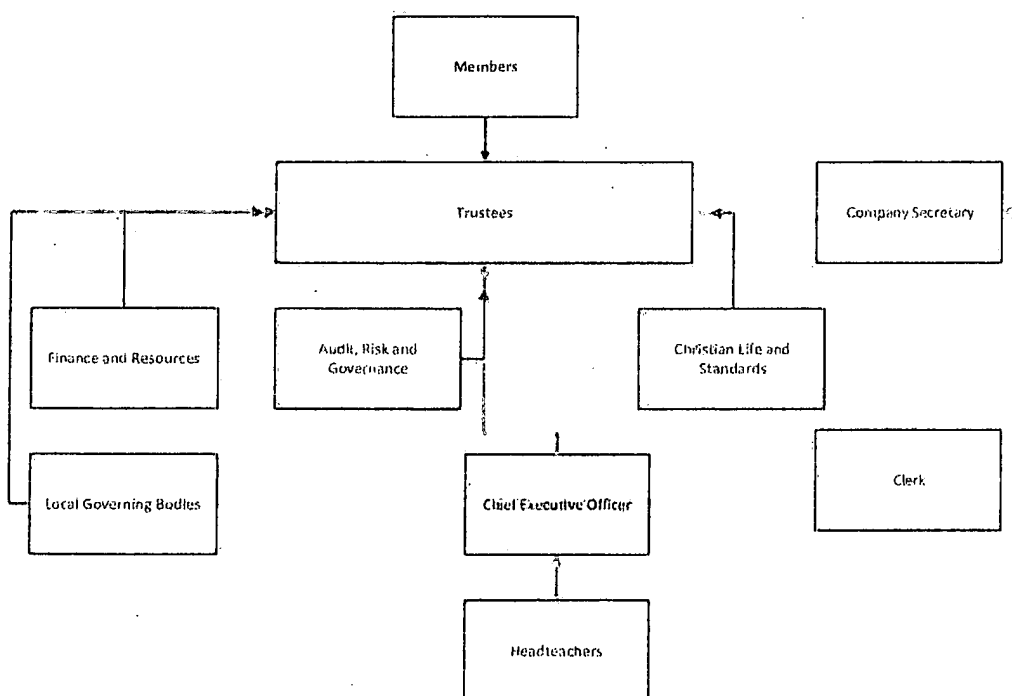 Members
Trustees
Company Secretary
Finance and Resources
Audit, Risk and
Governance
Christian Life and
Standards
Local Governing Bodies
Chief Executive Officer
Clerk
Headteachers